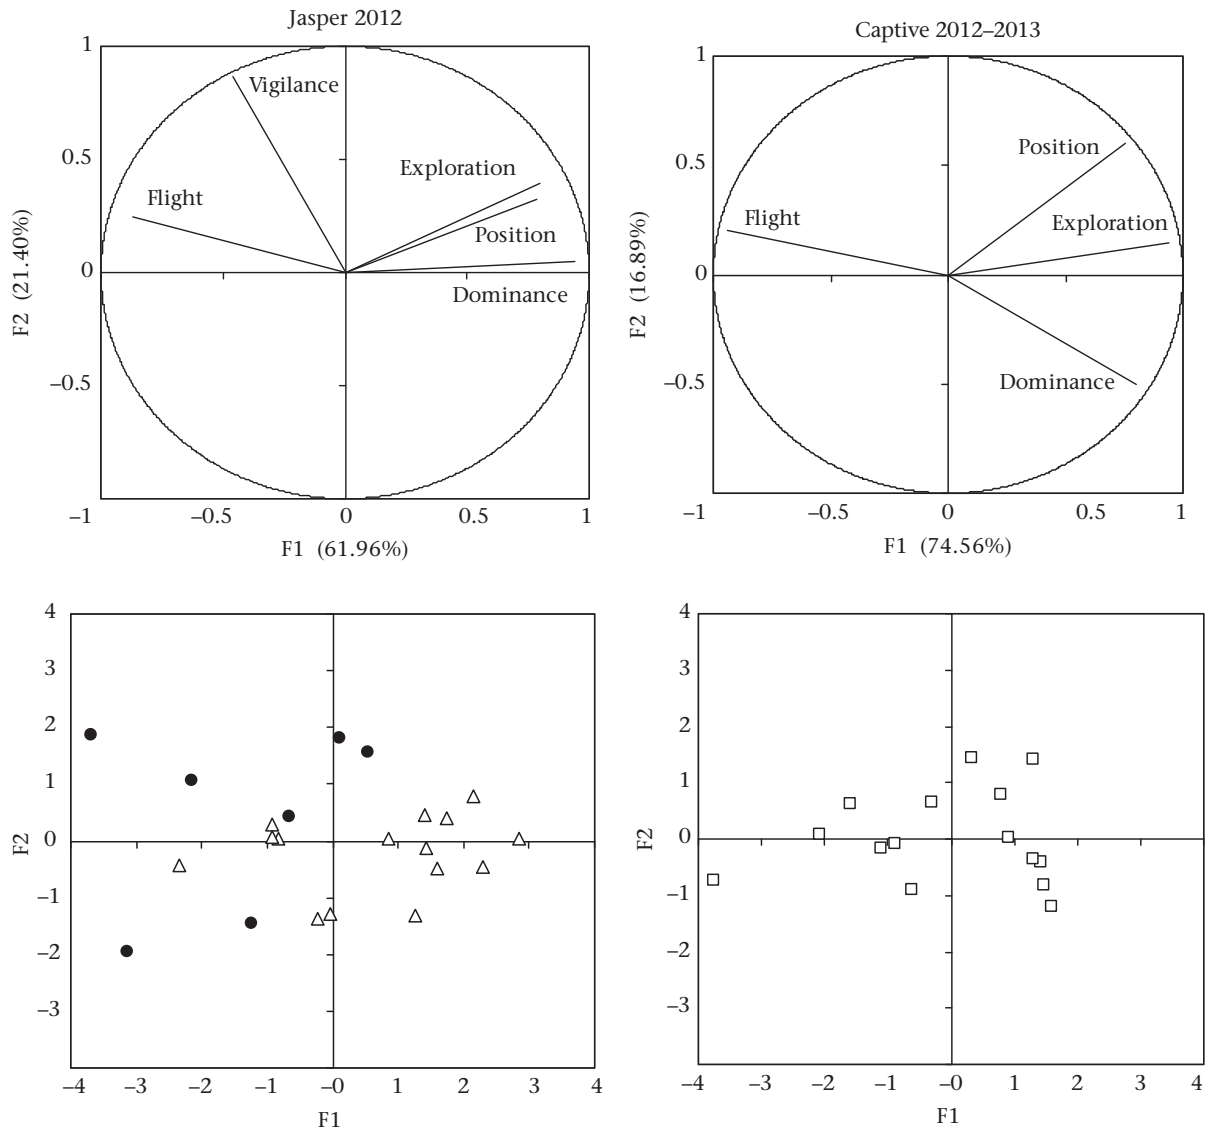 Jasper 2012
1
0.5
0
–0.5
F2 (21.40%)
Vigilance
Flight
Exploration
Position
Dominance
–1
–0.5
0
0.5
1
F1 (61.96%)
Captive 2012–2013
1
0.5
0
–0.5
F2 (16.89%)
Position
Flight
Exploration
Dominance
–1
–0.5
0
0.5
1
F1 (74.56%)
4
3
2
1
0
–1
–2
–3
F2
–4
–3
–2
–1
–0
1
2
3
4
F1
4
3
2
1
0
–1
–2
–3
F2
–4
–3
–2
–1
–0
1
2
3
4
F1